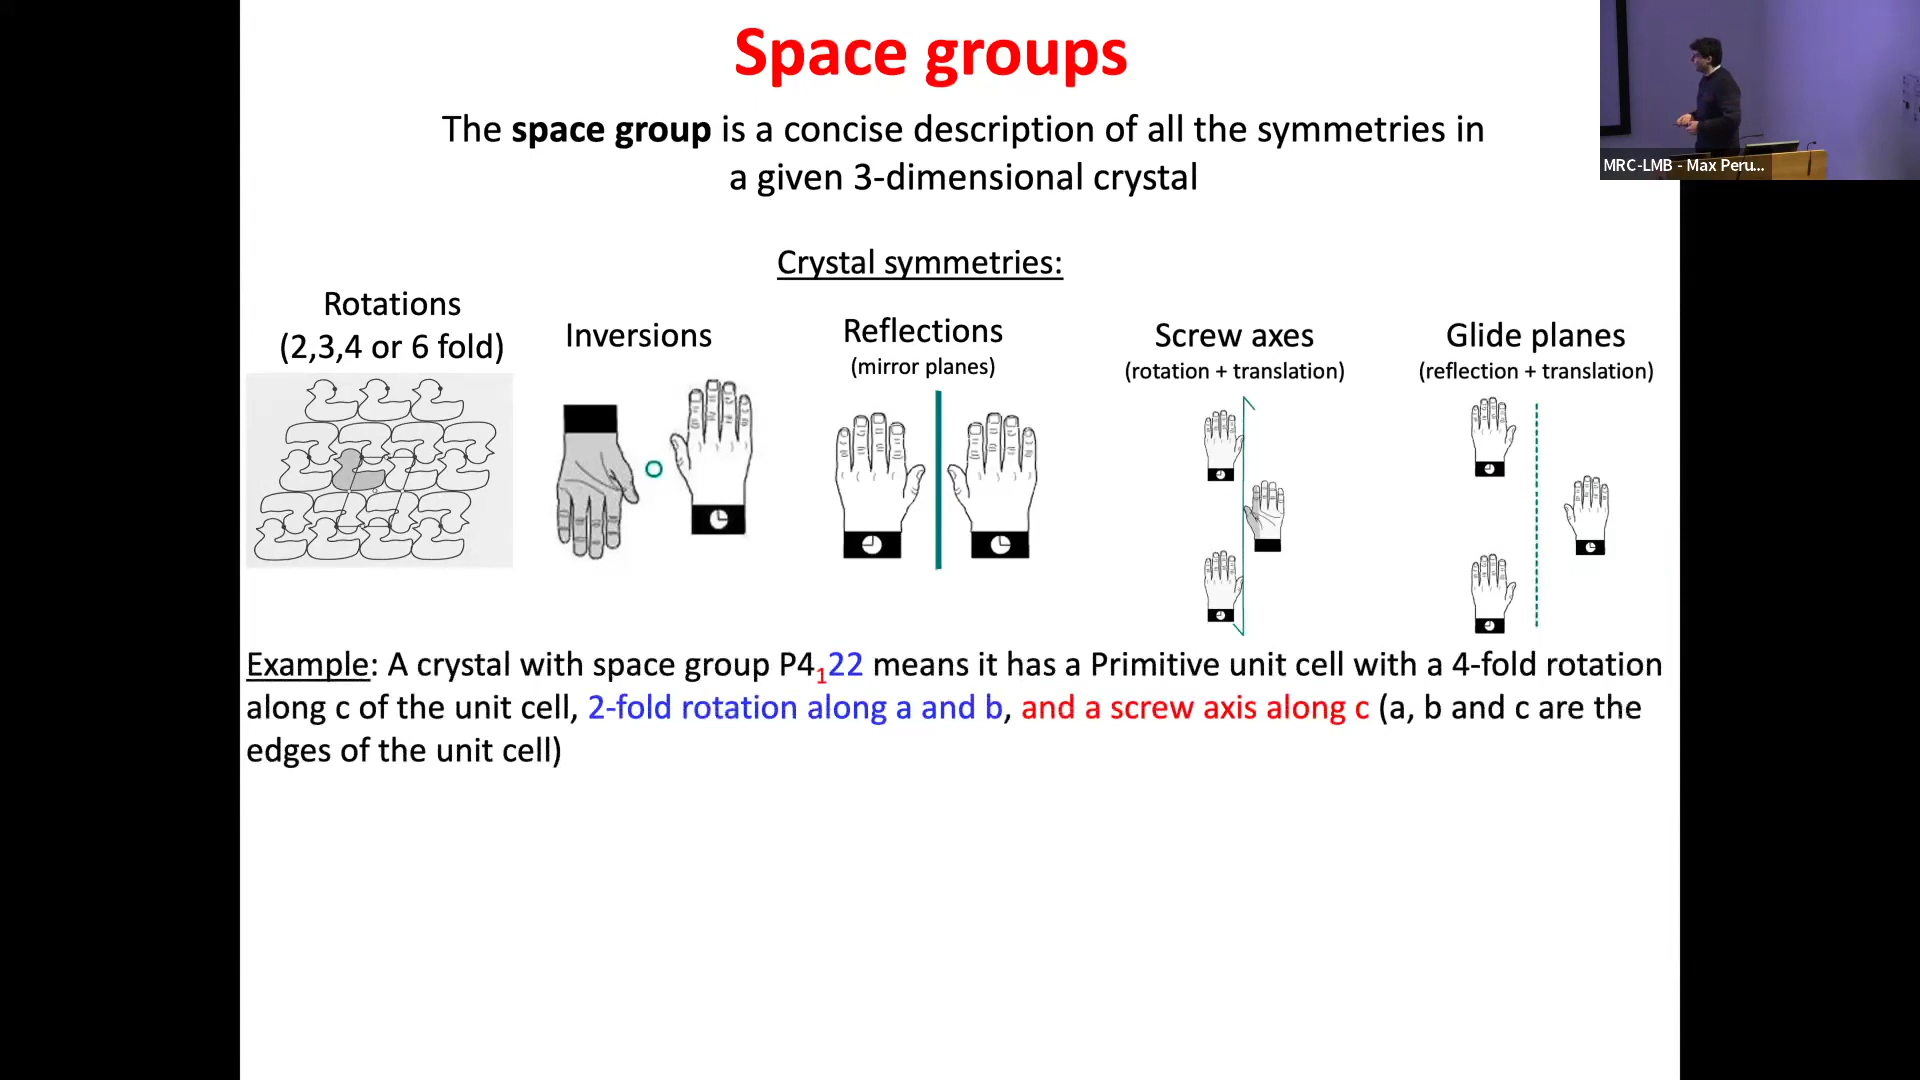 Space groups
The space group is a concise description of all the symmetries in
a given 3-dimensional crystal
Crystal symmetries:
Rotations
(2,3,4 or 6 fold)
Inversions
Reflections
(mirror planes)
Screw axes
(rotation + translation)
Glide planes
(reflection + translation)
Example: A crystal with space group P4₁22 means it has a Primitive unit cell with a 4-fold rotation
along c of the unit cell, 2-fold rotation along a and b, and a screw axis along c (a, b and c are the
edges of the unit cell)
MRC-LMB - Max Peru...